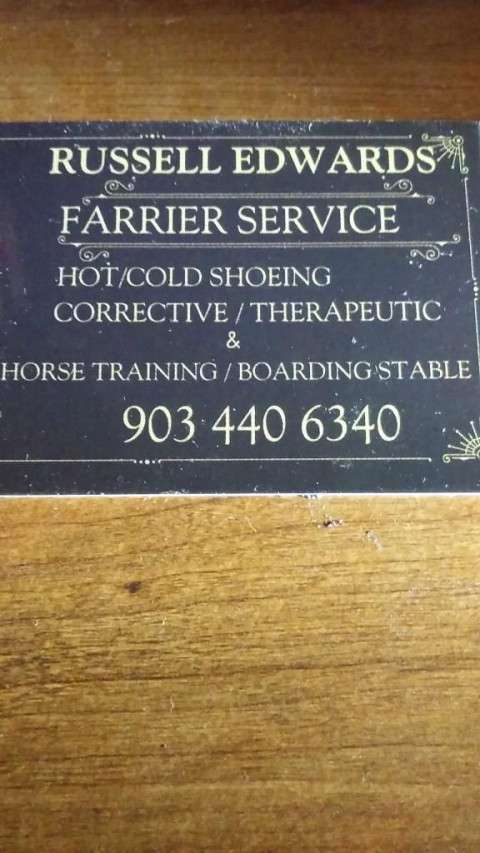 RUSSELL EDWARDS
FARRIER SERVICE
HOT/COLD SHOEING
CORRECTIVE / THERAPEUTIC
&
HORSE TRAINING / BOARDING STABLE
903 440 6340